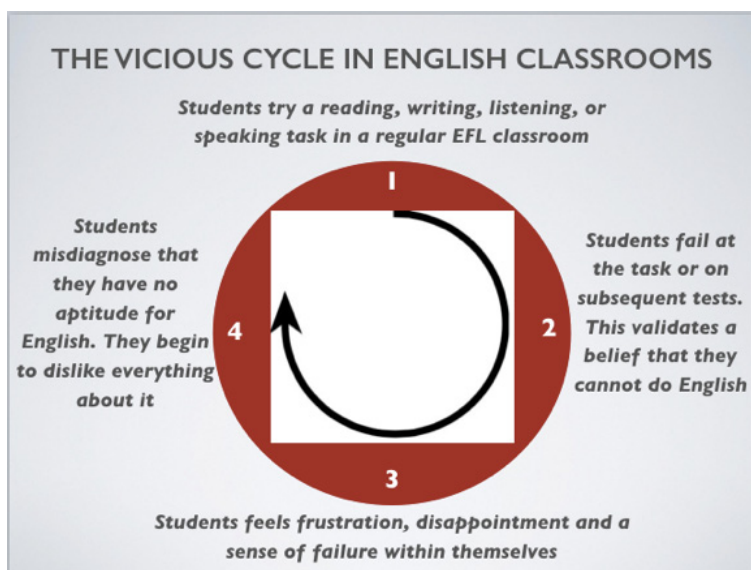 THE VICIOUS CYCLE IN ENGLISH CLASSROOMS
Students try a reading, writing, listening, or
speaking task in a regular EFL classroom
1
Students
misdiagnose that
they have no
aptitude for
English. They begin
to dislike everything
about it
4
2
Students fail at
the task or on
subsequent tests.
This validates a
belief that they
cannot do English
3
Students feels frustration, disappointment and a
sense of failure within themselves